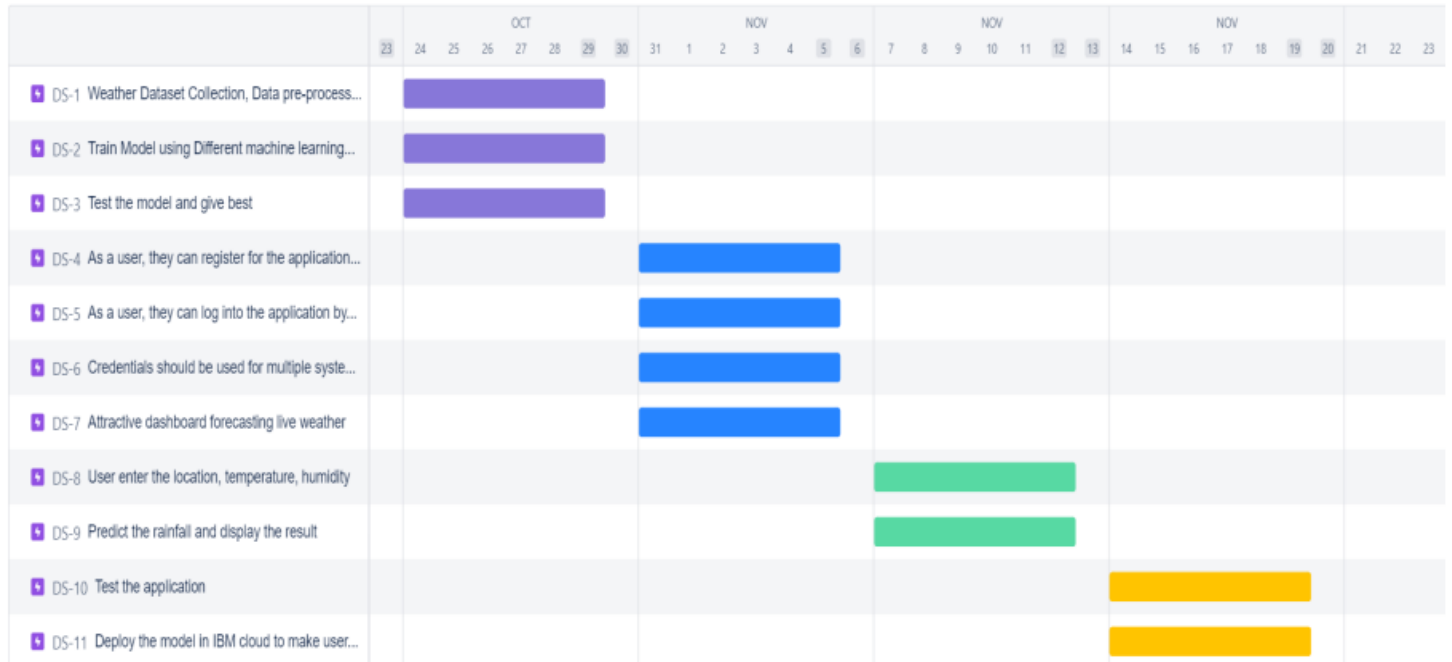 OCT NOV NOV NOV
23 24 25 26 27 28 29 30 31 1 2 3 4 5 6 7 8 9 10 11 12 13 14 15 16 17 18 19 20 21 22 23
DS-1 Weather Dataset Collection, Data pre-process...
DS-2 Train Model using Different machine learning...
DS-3 Test the model and give best
DS-4 As a user, they can register for the application...
DS-5 As a user, they can log into the application by...
DS-6 Credentials should be used for multiple syste...
DS-7 Attractive dashboard forecasting live weather
DS-8 User enter the location, temperature, humidity
DS-9 Predict the rainfall and display the result
DS-10 Test the application
DS-11 Deploy the model in IBM cloud to make user...